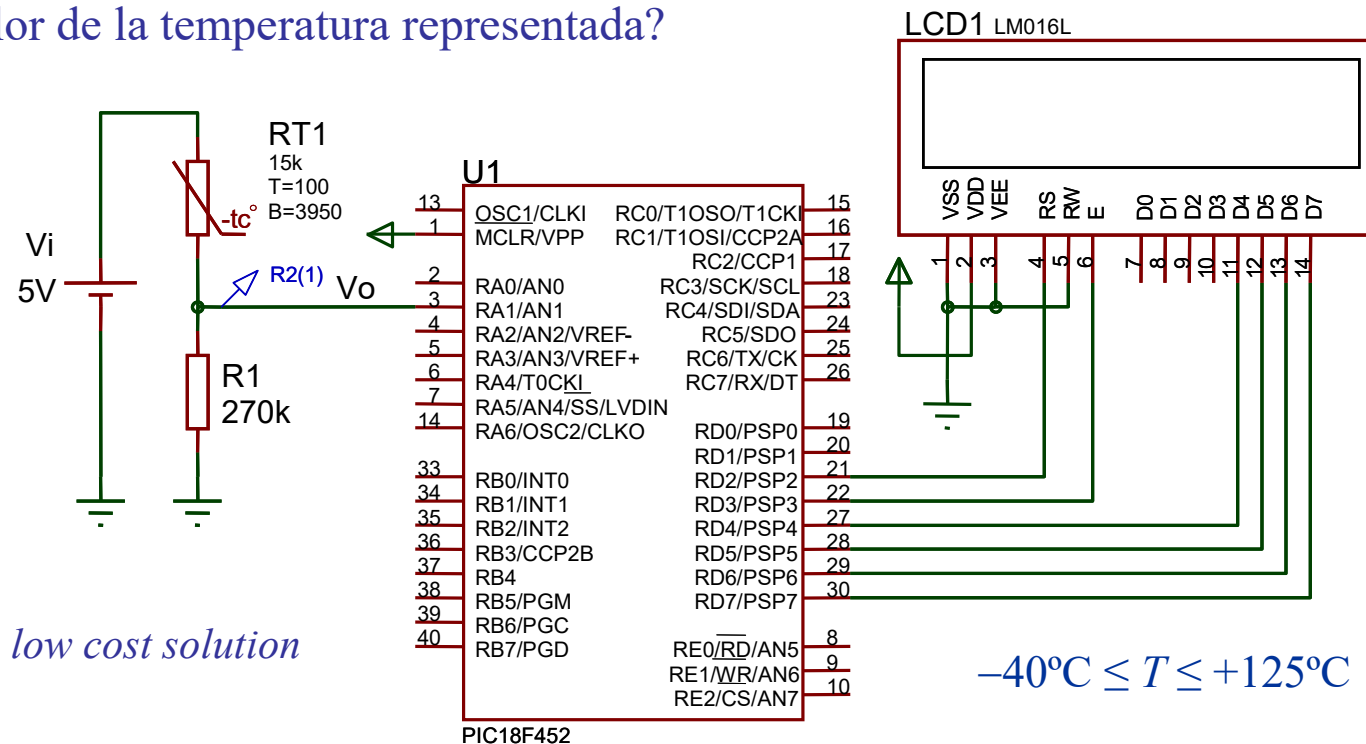 lor de la temperatura representada?
LCD1 LM016L
RT1
15k
T=100
B=3950
-tc°
Vi
5V
R2(1)
Vo
R1
270k
U1
13 OSC1/CLKI
1 MCLR/VPP
2 RA0/AN0
3 RA1/AN1
4 RA2/AN2/VREF-
5 RA3/AN3/VREF+
6 RA4/T0CKI
7 RA5/AN4/SS/LVDIN
14 RA6/OSC2/CLKO
33 RB0/INT0
34 RB1/INT1
35 RB2/INT2
36 RB3/CCP2B
37 RB4
38 RB5/PGM
39 RB6/PGC
40 RB7/PGD
RC0/T1OSO/T1CKI 15
RC1/T1OSI/CCP2A 16
RC2/CCP1 17
RC3/SCK/SCL 18
RC4/SDI/SDA 23
RC5/SDO 24
RC6/TX/CK 25
RC7/RX/DT 26
RD0/PSP0 19
RD1/PSP1 20
RD2/PSP2 21
RD3/PSP3 22
RD4/PSP4 27
RD5/PSP5 28
RD6/PSP6 29
RD7/PSP7 30
RE0/RD/AN5 8
RE1/WR/AN6 9
RE2/CS/AN7 10
PIC18F452
VSS VDD VEE RS RW E D0 D1 D2 D3 D4 D5 D6 D7
1 2 3 4 5 6 7 8 9 10 11 12 13 14
low cost solution
−40ºC ≤ T ≤ +125ºC